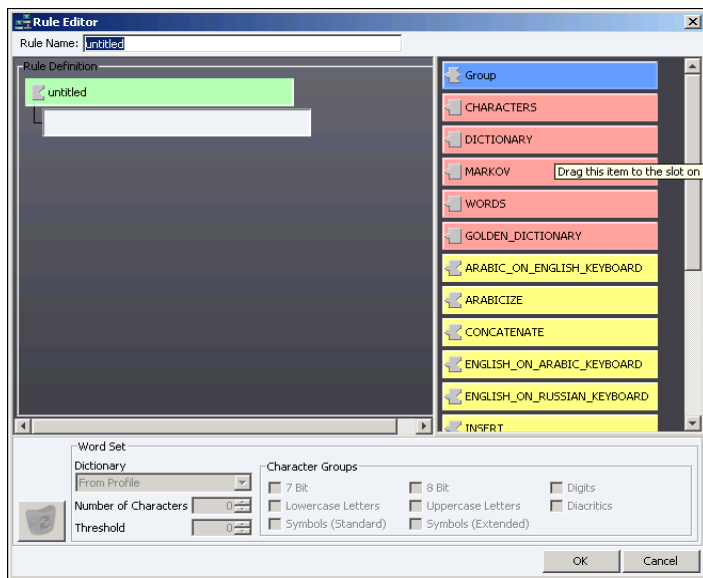 Rule Editor
Rule Name: untitled
Rule Definition
untitled
Group
CHARACTERS
DICTIONARY
MARKOV
Drag this item to the slot on
WORDS
GOLDEN_DICTIONARY
ARABIC_ON_ENGLISH_KEYBOARD
ARABICIZE
CONCATENATE
ENGLISH_ON_ARABIC_KEYBOARD
ENGLISH_ON_RUSSIAN_KEYBOARD
INSERT
Word Set
Dictionary
From Profile
Number of Characters 0
Threshold 0
Character Groups
7 Bit 8 Bit Digits
Lowercase Letters Uppercase Letters Diacritics
Symbols (Standard) Symbols (Extended)
OK Cancel